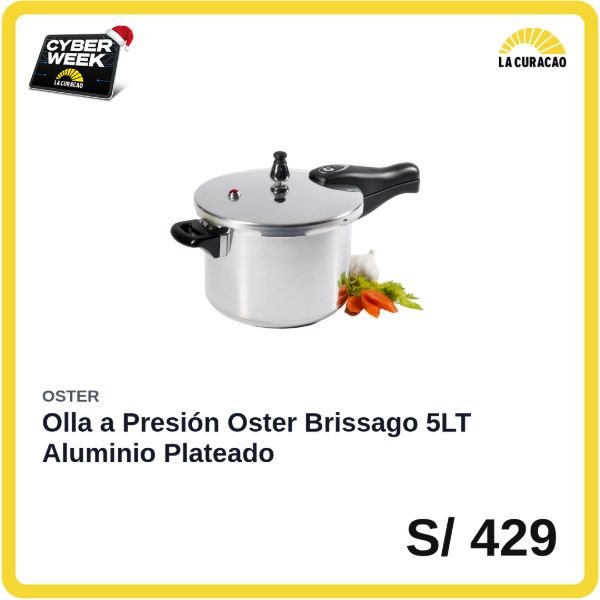 CYBER
WEEK
LA CURACAO
LA CURACAO
OSTER
Olla a Presión Oster Brissago 5LT
Aluminio Plateado
S/ 429